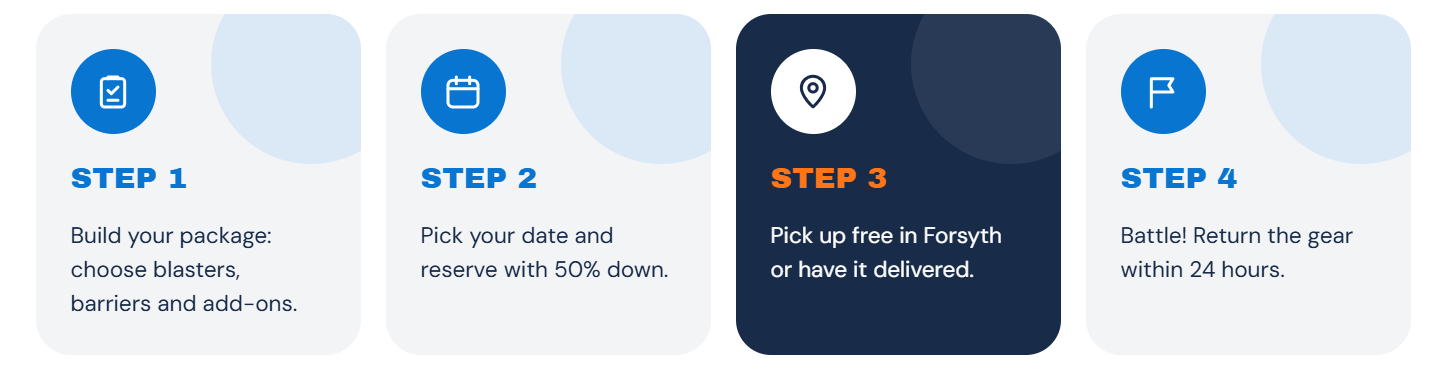 STEP 1
Build your package:
choose blasters,
barriers and add-ons.
STEP 2
Pick your date and
reserve with 50% down.
STEP 3
Pick up free in Forsyth
or have it delivered.
STEP 4
Battle! Return the gear
within 24 hours.